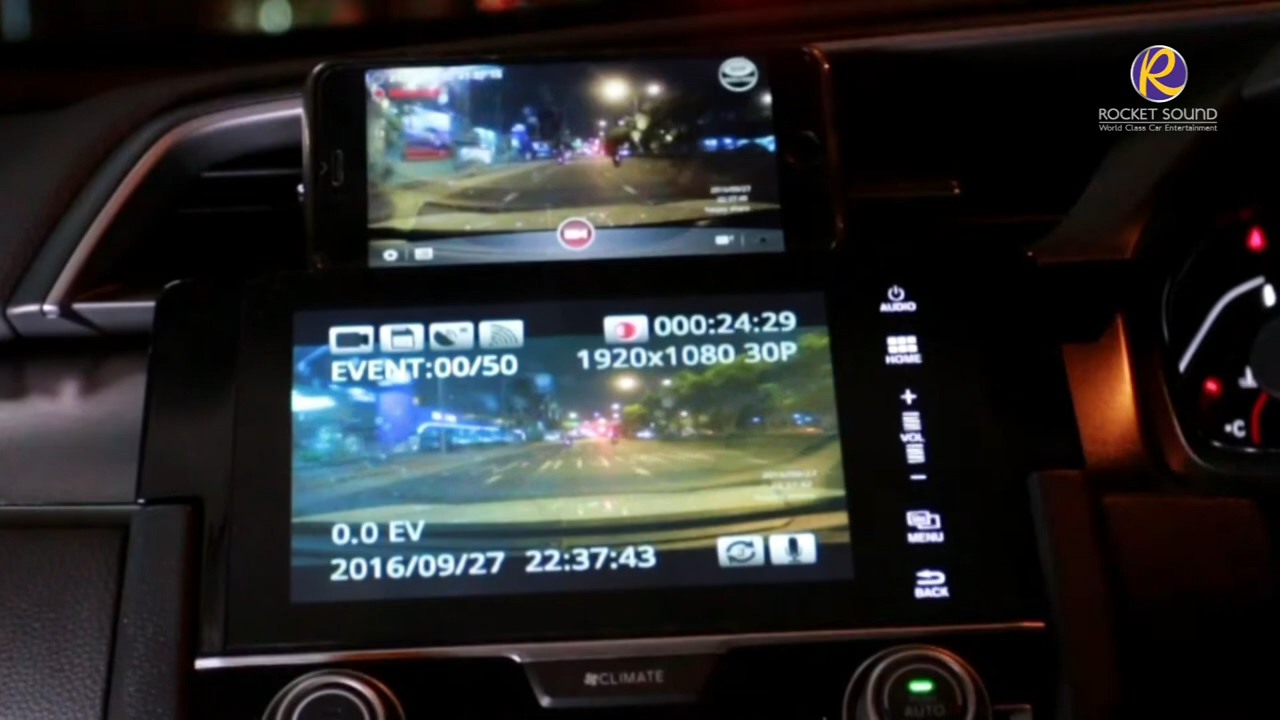 ROCKET SOUND
World Class Car Entertainment
000:24:29
EVENT:00/50
1920x1080 30P
0.0 EV
2016/09/27 22:37:43
AUDIO
HOME
+
VOL
−
MENU
BACK
°C
CLIMATE
AUTO